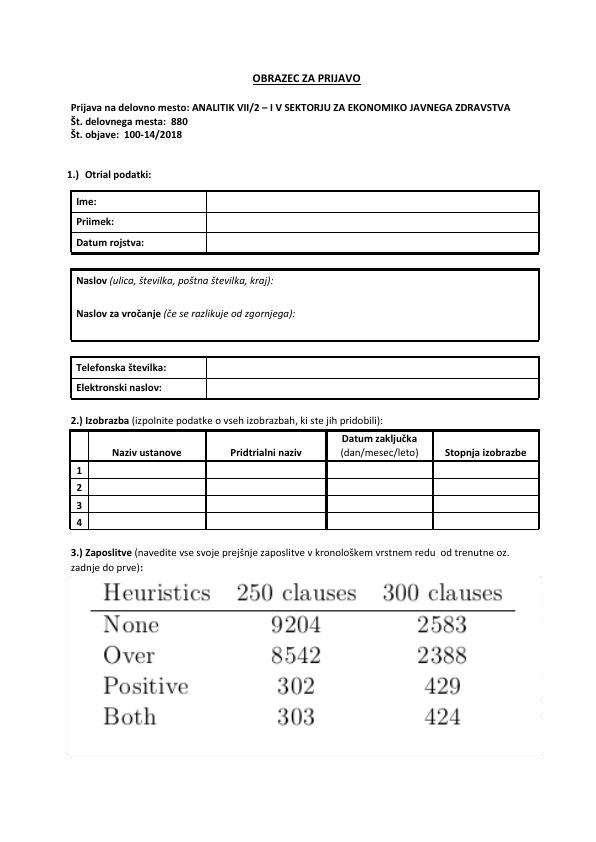 OBRAZEC ZA PRIJAVO
Prijava na delovno mesto: ANALITIK VII/2 – I V SEKTORJU ZA EKONOMIKO JAVNEGA ZDRAVSTVA
Št. delovnega mesta: 880
Št. objave: 100-14/2018
1.) Otrial podatki:
Ime:
Priimek:
Datum rojstva:
Naslov (ulica, številka, poštna številka, kraj):
Naslov za vročanje (če se razlikuje od zgornjega):
Telefonska številka:
Elektronski naslov:
2.) Izobrazba (izpolnite podatke o vseh izobrazbah, ki ste jih pridobili):
Naziv ustanove Pridtrialni naziv Datum zaključka (dan/mesec/leto) Stopnja izobrazbe
1
2
3
4
3.) Zaposlitve (navedite vse svoje prejšnje zaposlitve v kronološkem vrstnem redu od trenutne oz.
zadnje do prve):
Heuristics 250 clauses 300 clauses
None 9204 2583
Over 8542 2388
Positive 302 429
Both 303 424